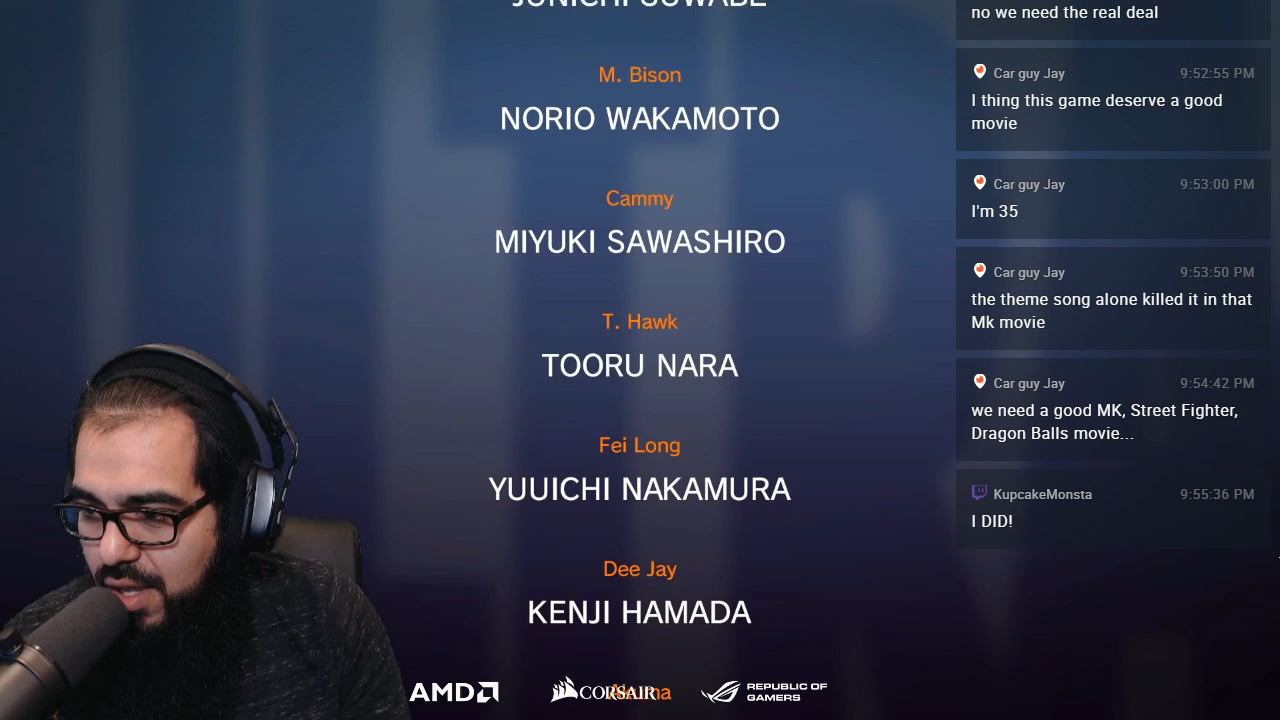 M. Bison
NORIO WAKAMOTO
Cammy
MIYUKI SAWASHIRO
T. Hawk
TOORU NARA
Fei Long
YUUICHI NAKAMURA
Dee Jay
KENJI HAMADA
AMD
CORSAIR
REPUBLIC OF
GAMERS
no we need the real deal
Car guy Jay 9:52:55 PM
I thing this game deserve a good
movie
Car guy Jay 9:53:00 PM
I'm 35
Car guy Jay 9:53:50 PM
the theme song alone killed it in that
Mk movie
Car guy Jay 9:54:42 PM
we need a good MK, Street Fighter,
Dragon Balls movie...
KupcakeMonsta 9:55:36 PM
I DID!